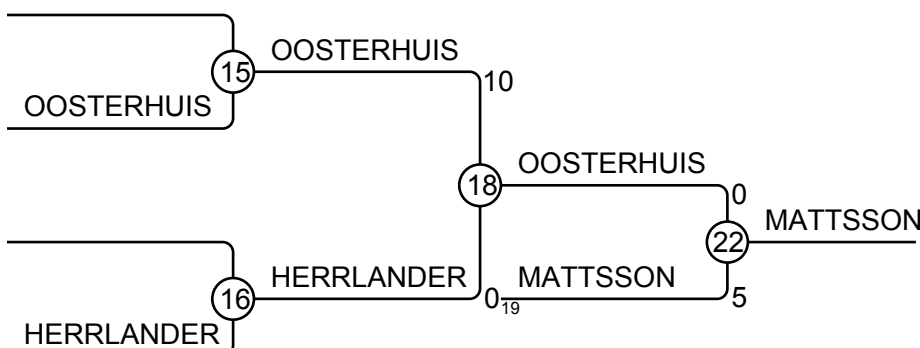 OOSTERHUIS
15
10
OOSTERHUIS
OOSTERHUIS
18
0
MATTSSON
22
HERRLANDER
MATTSSON
16
0
19
5
HERRLANDER